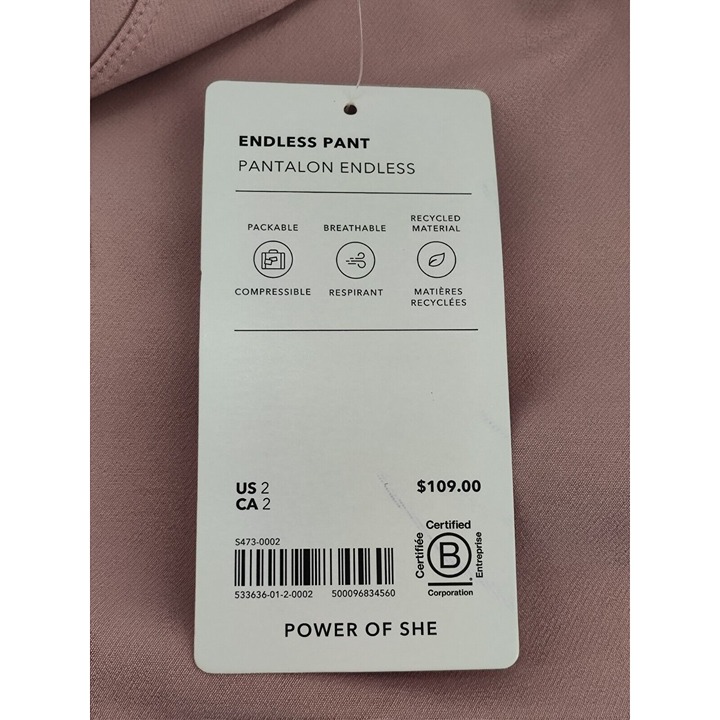 ENDLESS PANT
PANTALON ENDLESS
PACKABLE
COMPRESSIBLE
BREATHABLE
RESPIRANT
RECYCLED
MATERIAL
MATIÈRES
RECYCLÉES
US 2
CA 2
$109.00
S473-0002
533636-01-2-0002 500096834560
Certified
Certifiée
B
Entreprise
Corporation
POWER OF SHE